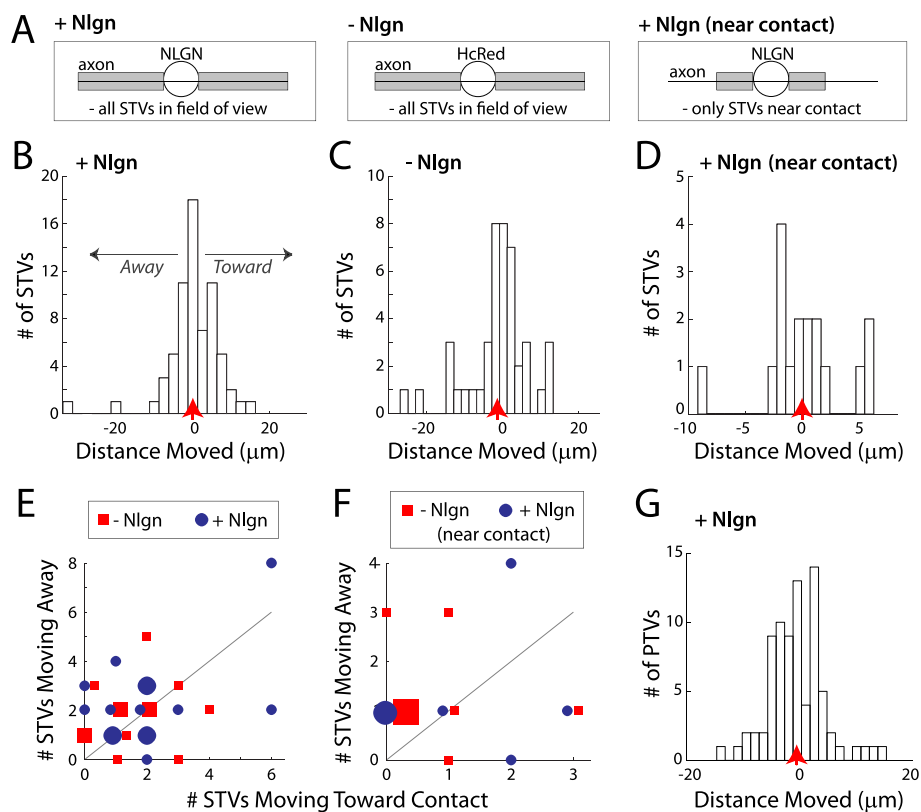 A
+ Nlgn
NLGN
axon
- all STVs in field of view
- Nlgn
HcRed
axon
- all STVs in field of view
+ Nlgn (near contact)
NLGN
axon
- only STVs near contact
B
+ Nlgn
# of STVs
20
16
12
8
4
0
Away
Toward
-20
0
20
Distance Moved (μm)
C
- Nlgn
# of STVs
10
8
6
4
2
0
-20
0
20
Distance Moved (μm)
D
+ Nlgn (near contact)
# of STVs
5
4
3
2
1
0
-10
-5
0
5
Distance Moved (μm)
E
- Nlgn
+ Nlgn
# STVs Moving Away
8
6
4
2
0
0
2
4
6
F
- Nlgn
+ Nlgn
(near contact)
# STVs Moving Away
4
3
2
1
0
0
1
2
3
# STVs Moving Toward Contact
G
+ Nlgn
# of PTVs
15
10
5
0
-20
0
20
Distance Moved (μm)